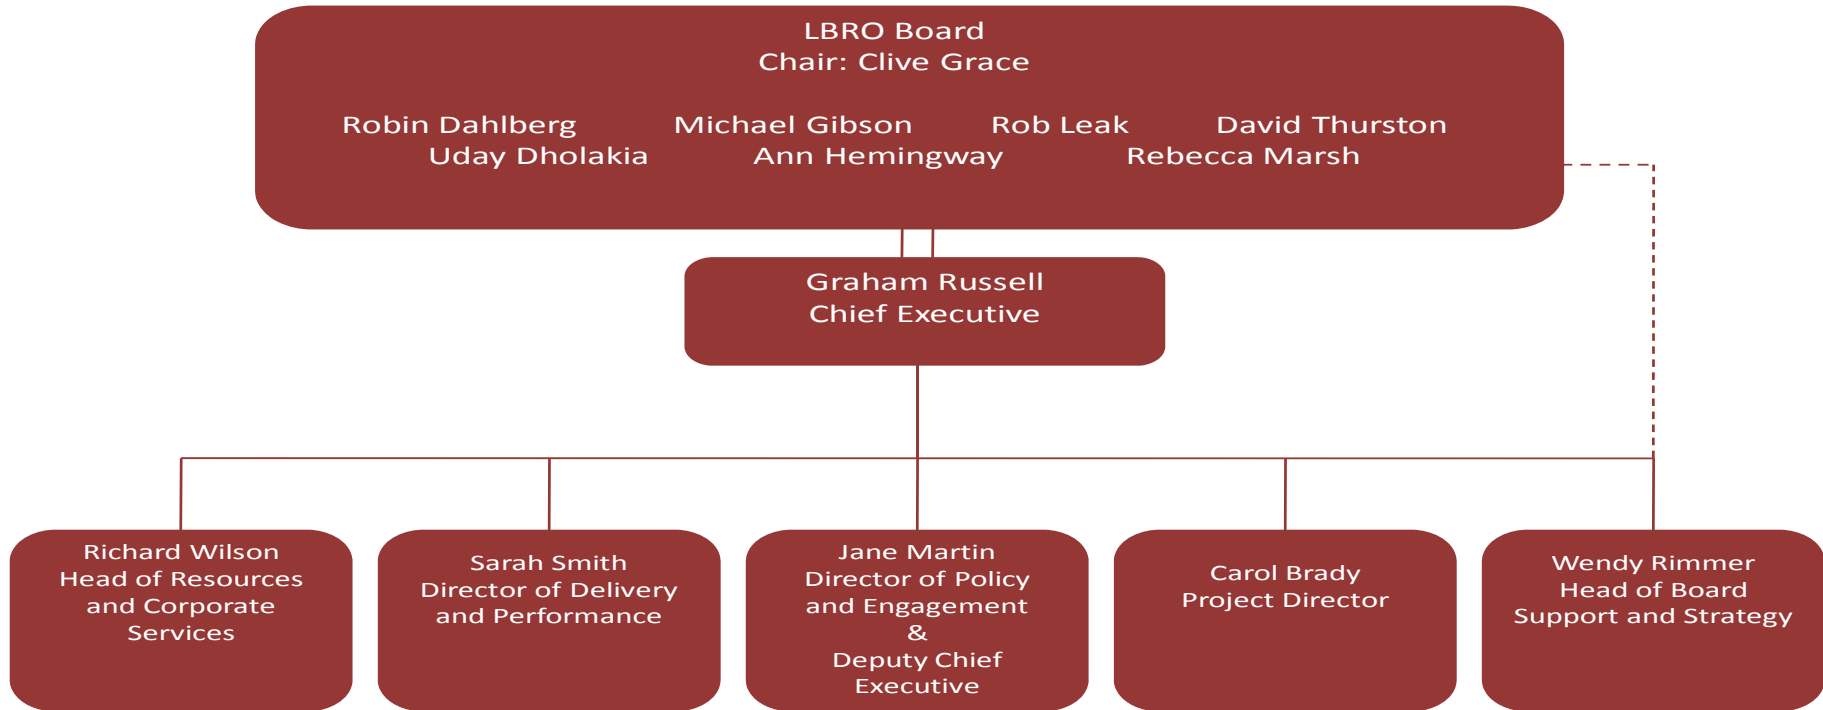 LBRO Board
Chair: Clive Grace
Robin Dahlberg Michael Gibson Rob Leak David Thurston
Uday Dholakia Ann Hemingway Rebecca Marsh
Graham Russell
Chief Executive
Richard Wilson
Head of Resources
and Corporate
Services
Sarah Smith
Director of Delivery
and Performance
Jane Martin
Director of Policy
and Engagement
&
Deputy Chief
Executive
Carol Brady
Project Director
Wendy Rimmer
Head of Board
Support and Strategy